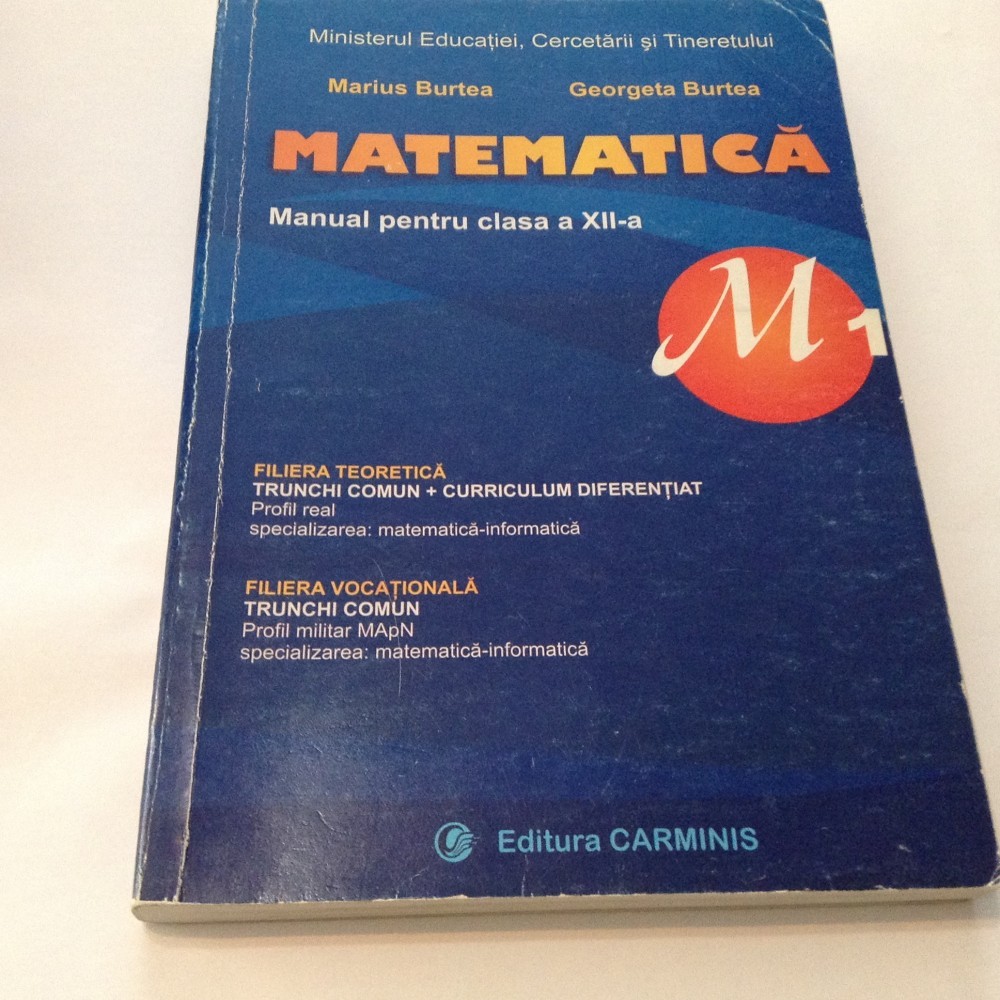 Ministerul Educației, Cercetării și Tineretului
Marius Burtea Georgeta Burtea
MATEMATICĂ
Manual pentru clasa a XII-a
M1
FILIERA TEORETICĂ
TRUNCHI COMUN + CURRICULUM DIFERENȚIAT
Profil real
specializarea: matematică-informatică
FILIERA VOCAȚIONALĂ
TRUNCHI COMUN
Profil militar MApN
specializarea: matematică-informatică
Editura CARMINIS